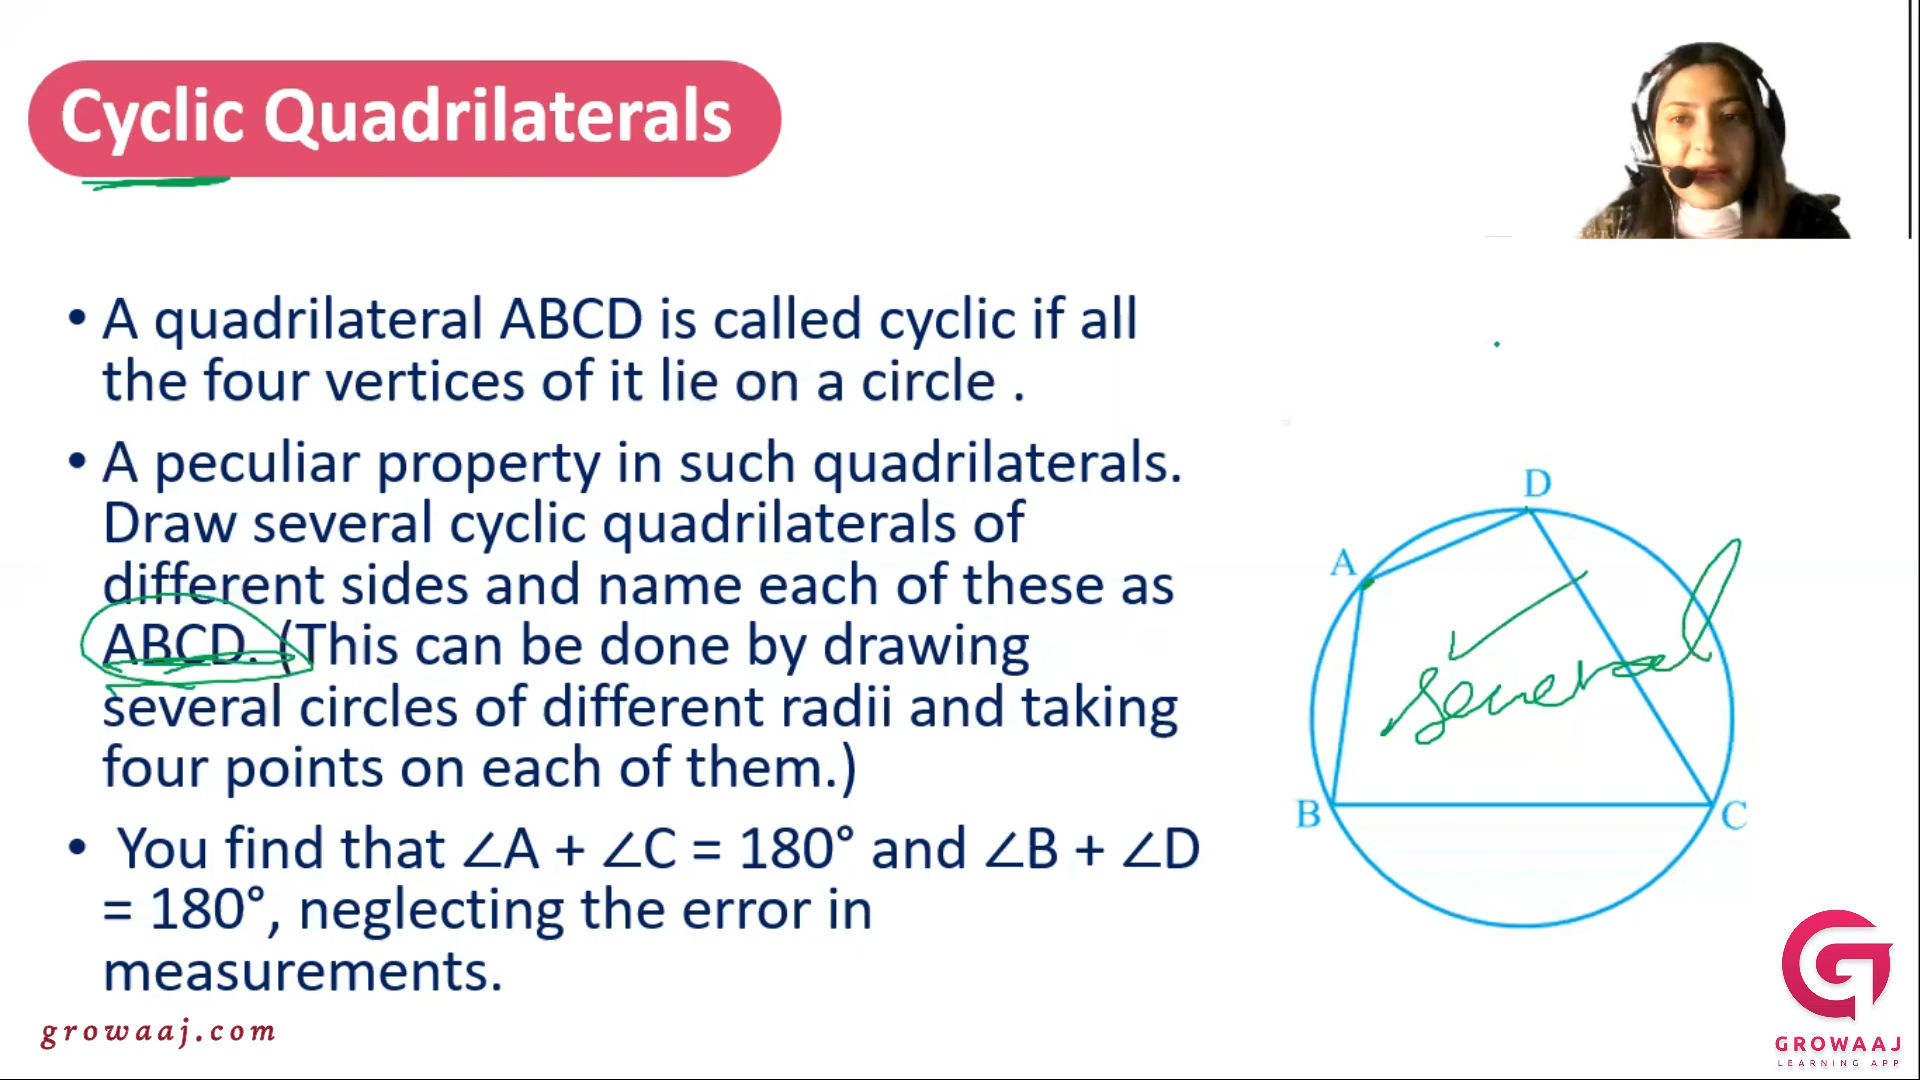 Cyclic Quadrilaterals
• A quadrilateral ABCD is called cyclic if all
the four vertices of it lie on a circle .
• A peculiar property in such quadrilaterals.
Draw several cyclic quadrilaterals of
different sides and name each of these as
ABCD. (This can be done by drawing
several circles of different radii and taking
four points on each of them.)
• You find that ∠A + ∠C = 180° and ∠B + ∠D
= 180°, neglecting the error in
measurements.
D
A
several
B
C
growaaj.com
GROWAAJ
LEARNING APP